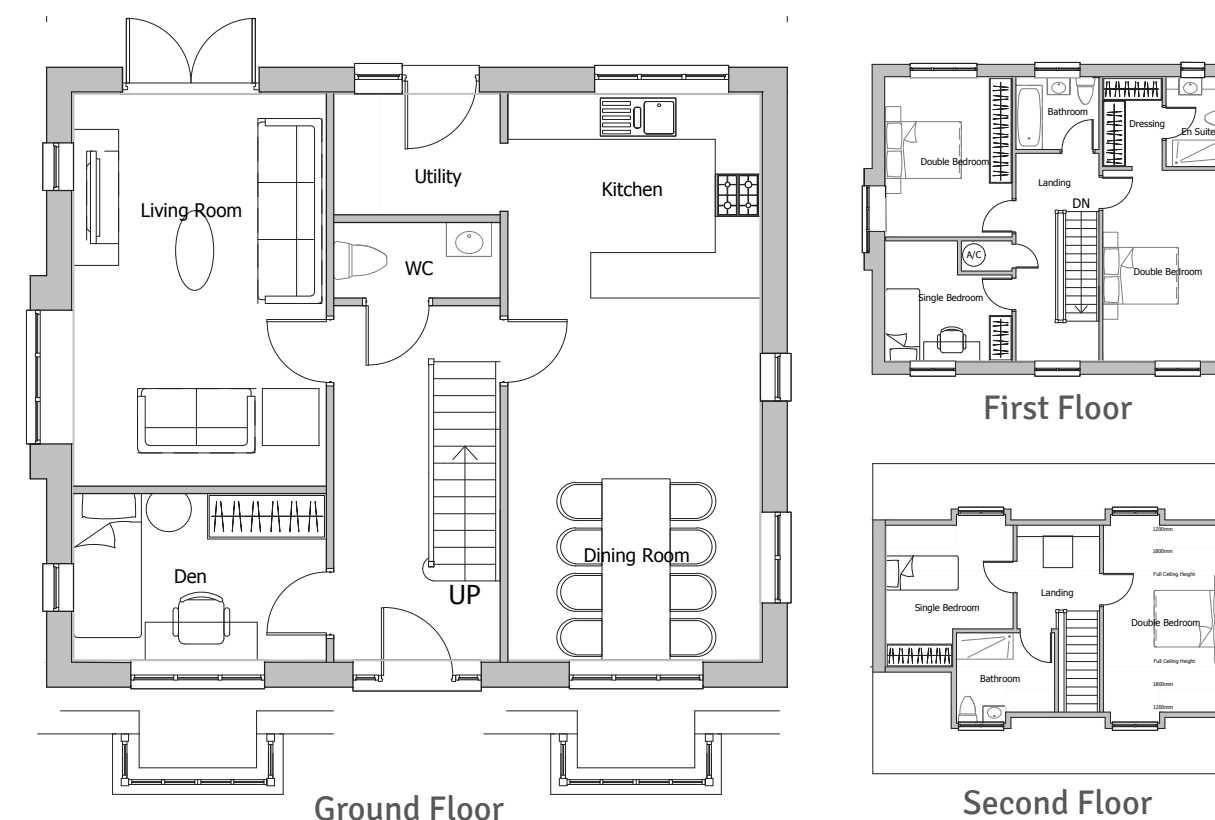 Living Room
Utility
Kitchen
WC
Den
UP
Dining Room
Ground Floor
Bathroom
Dressing
En Suite
Double Bedroom
Landing
DN
A/C
Double Bedroom
Single Bedroom
First Floor
1200mm
1800mm
Full Ceiling Height
Landing
Single Bedroom
Double Bedroom
Full Ceiling Height
Bathroom
1800mm
1200mm
Second Floor